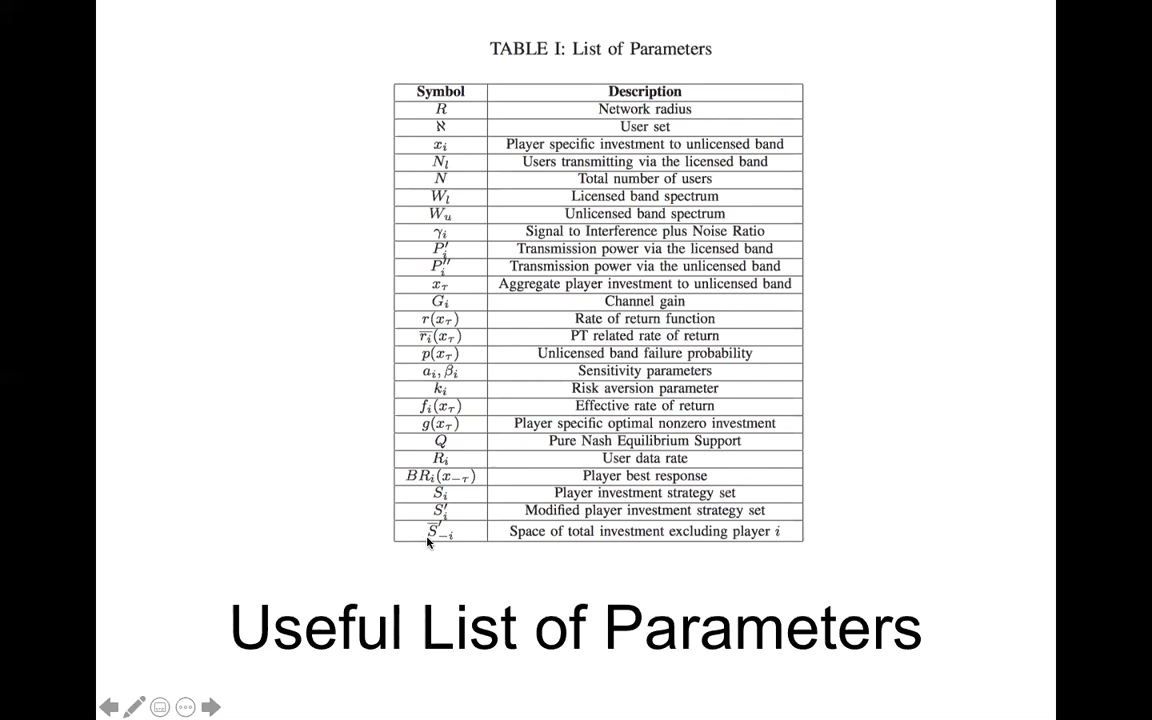 TABLE I: List of Parameters
Symbol Description
R Network radius
ℵ User set
xᵢ Player specific investment to unlicensed band
N_l Users transmitting via the licensed band
N Total number of users
W_l Licensed band spectrum
W_u Unlicensed band spectrum
γᵢ Signal to Interference plus Noise Ratio
P′ᵢ Transmission power via the licensed band
P′′ᵢ Transmission power via the unlicensed band
x_τ Aggregate player investment to unlicensed band
Gᵢ Channel gain
r(x_τ) Rate of return function
r̅ᵢ(x_τ) PT related rate of return
p(x_τ) Unlicensed band failure probability
aᵢ, βᵢ Sensitivity parameters
kᵢ Risk aversion parameter
fᵢ(x_τ) Effective rate of return
g(x_τ) Player specific optimal nonzero investment
Q Pure Nash Equilibrium Support
Rᵢ User data rate
BRᵢ(x_−τ) Player best response
Sᵢ Player investment strategy set
S′ᵢ Modified player investment strategy set
S̅′_−i Space of total investment excluding player i
Useful List of Parameters